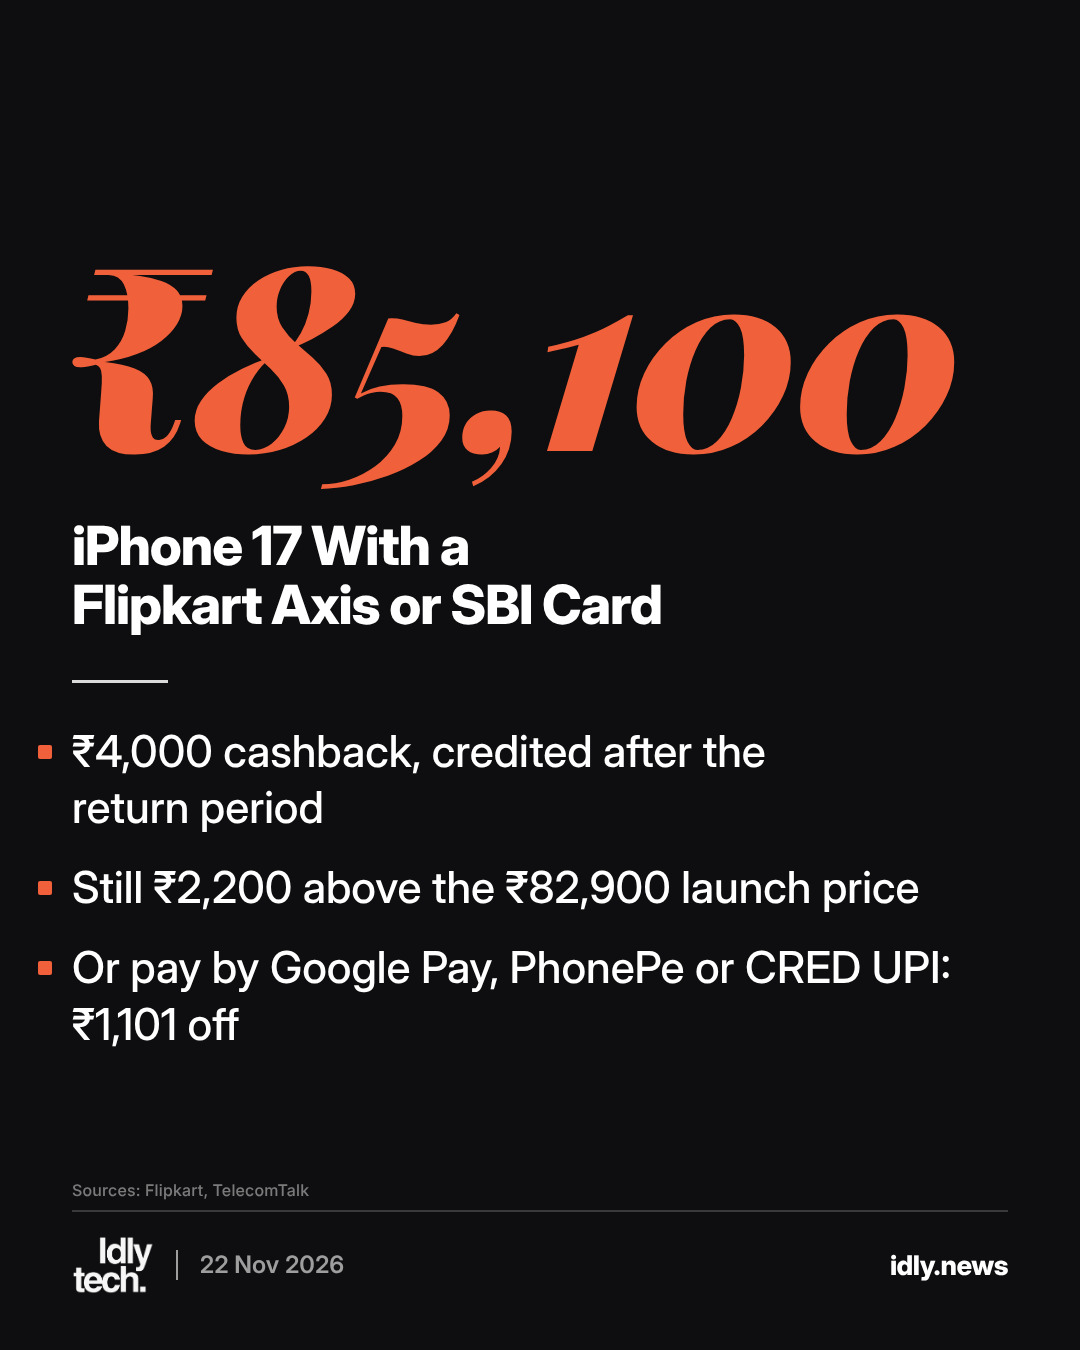 ₹85,100
iPhone 17 With a
Flipkart Axis or SBI Card
₹4,000 cashback, credited after the
return period
Still ₹2,200 above the ₹82,900 launch price
Or pay by Google Pay, PhonePe or CRED UPI:
₹1,101 off
Sources: Flipkart, TelecomTalk
Idly
tech.
22 Nov 2026
idly.news